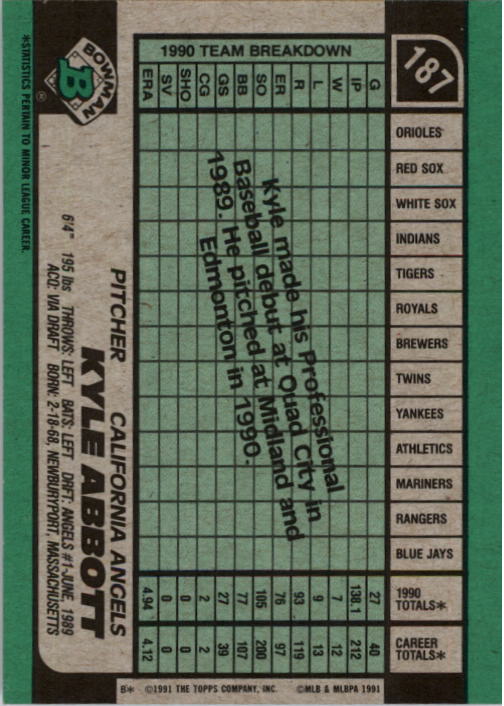 187
1990 TEAM BREAKDOWN
G IP W L R ER SO BB GS CG SHO SV ERA
ORIOLES
RED SOX
WHITE SOX
INDIANS
TIGERS
ROYALS
BREWERS
TWINS
YANKEES
ATHLETICS
MARINERS
RANGERS
BLUE JAYS
1990 TOTALS* 27 138.1 7 9 93 76 105 77 27 2 0 0 4.94
CAREER TOTALS* 40 212 12 13 119 97 200 107 39 2 0 0 4.12
Kyle made his Professional
Baseball debut at Quad City in
1989. He pitched at Midland and
Edmonton in 1990.
BOWMAN
B
®
PITCHER CALIFORNIA ANGELS
KYLE ABBOTT
6'4" 195 lbs THROWS: LEFT BATS: LEFT DRFT: ANGELS #1-JUNE, 1989
ACQ: VIA DRAFT BORN: 2-18-68, NEWBURYPORT, MASSACHUSETTS
*STATISTICS PERTAIN TO MINOR LEAGUE CAREER.
B* ©1991 THE TOPPS COMPANY, INC. ©MLB & MLBPA 1991